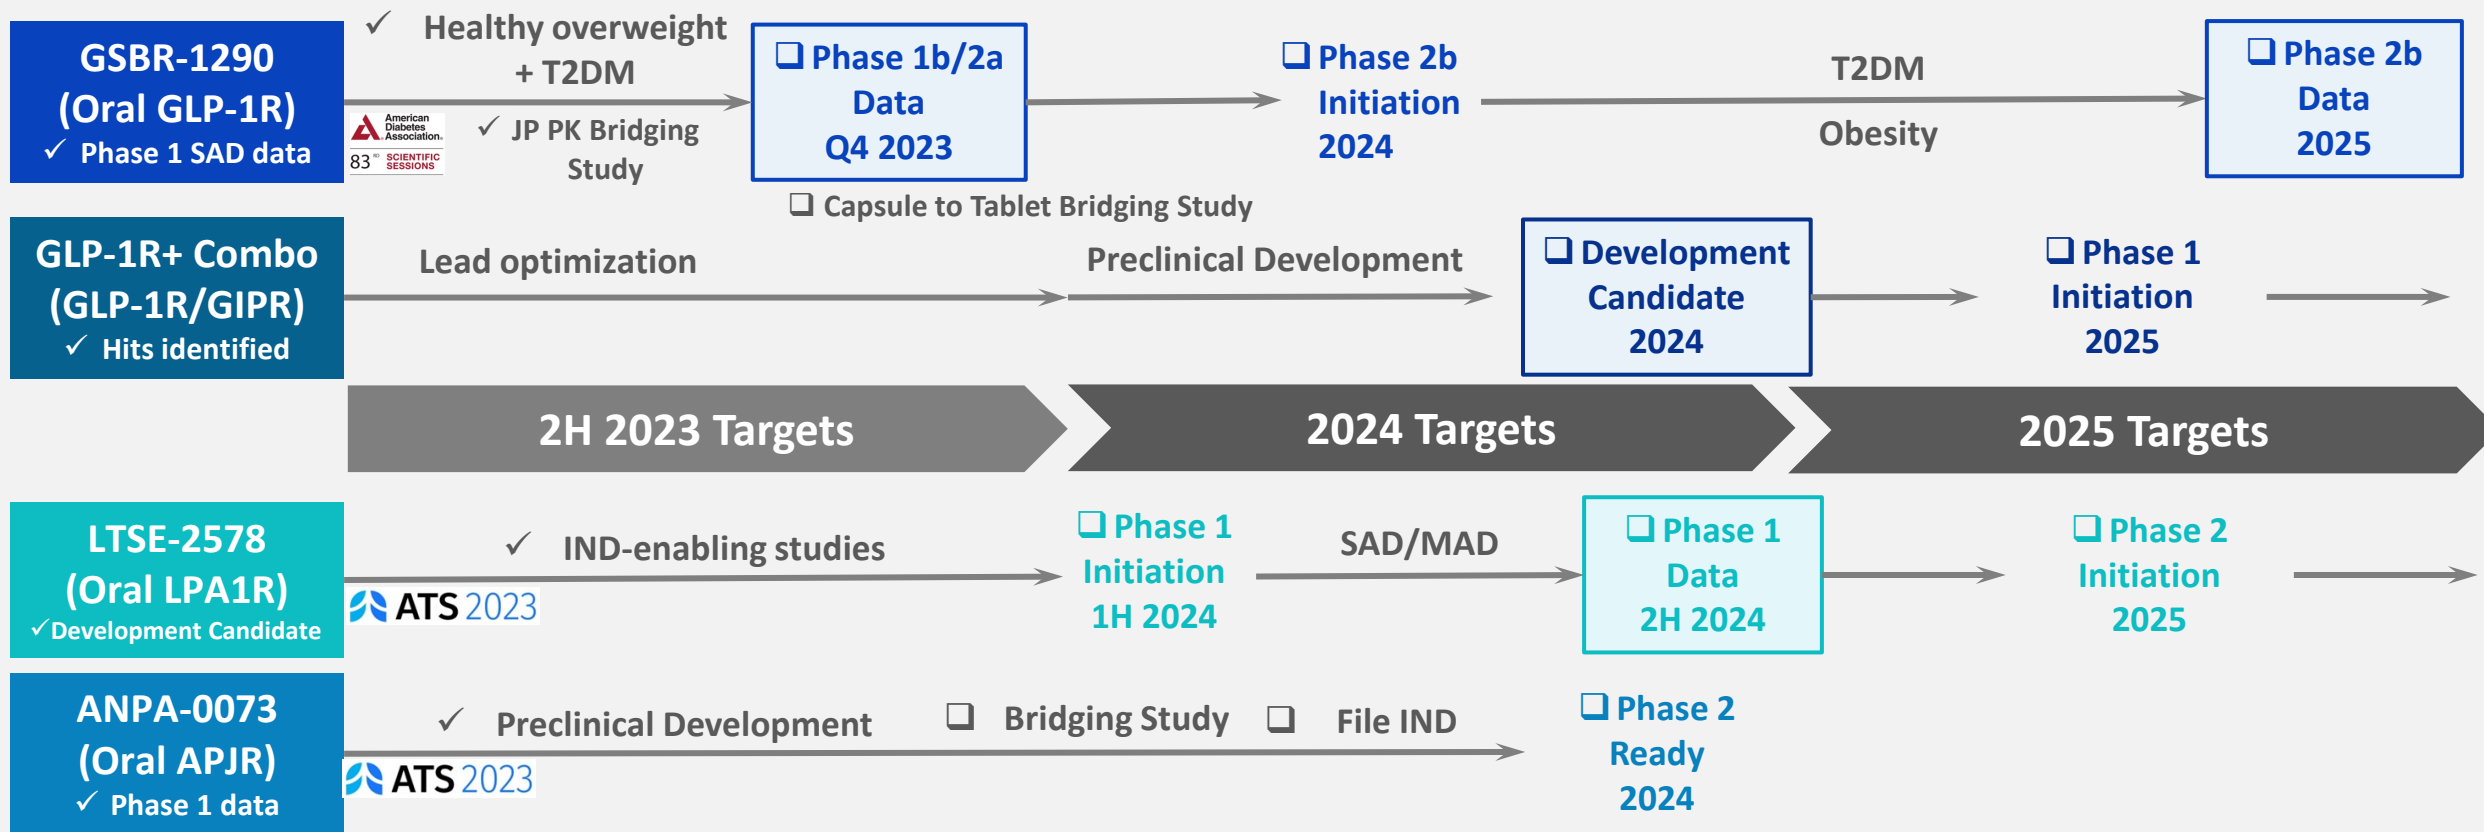 GSBR-1290
(Oral GLP-1R)
✓ Phase 1 SAD data
✓ Healthy overweight
+ T2DM
American
Diabetes
Association.
83RD SCIENTIFIC
SESSIONS
✓ JP PK Bridging
Study
❑ Phase 1b/2a
Data
Q4 2023
❑ Capsule to Tablet Bridging Study
❑ Phase 2b
Initiation
2024
T2DM
Obesity
❑ Phase 2b
Data
2025
GLP-1R+ Combo
(GLP-1R/GIPR)
✓ Hits identified
Lead optimization
Preclinical Development
❑ Development
Candidate
2024
❑ Phase 1
Initiation
2025
2H 2023 Targets
2024 Targets
2025 Targets
LTSE-2578
(Oral LPA1R)
✓Development Candidate
✓ IND-enabling studies
ATS 2023
❑ Phase 1
Initiation
1H 2024
SAD/MAD
❑ Phase 1
Data
2H 2024
❑ Phase 2
Initiation
2025
ANPA-0073
(Oral APJR)
✓ Phase 1 data
✓ Preclinical Development
❑ Bridging Study
❑ File IND
ATS 2023
❑ Phase 2
Ready
2024